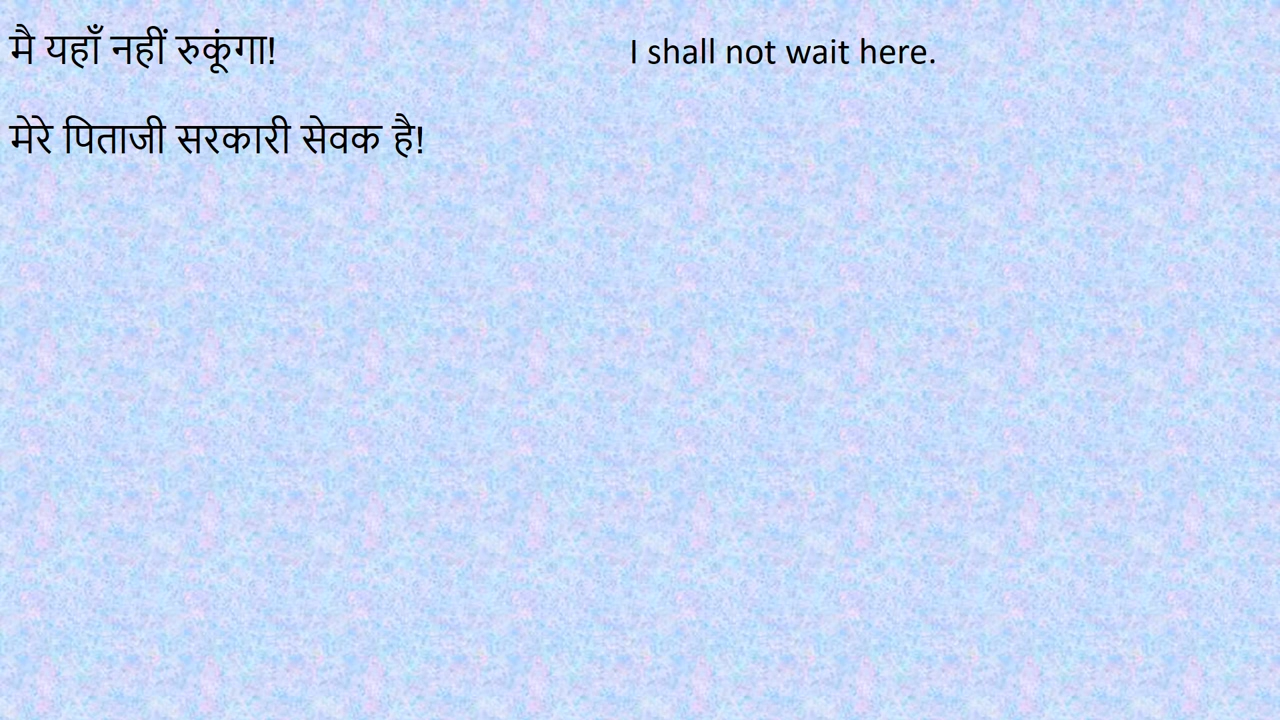 मै यहाँ नहीं रुकूंगा! I shall not wait here.
मेरे पिताजी सरकारी सेवक है!